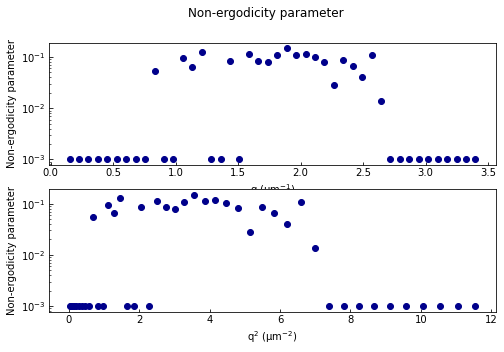 Non-ergodicity parameter
Non-ergodicity parameter
10⁻¹
10⁻²
10⁻³
0.0 0.5 1.0 1.5 2.0 2.5 3.0 3.5
q (μm⁻¹)
Non-ergodicity parameter
10⁻¹
10⁻²
10⁻³
0 2 4 6 8 10 12
q² (μm⁻²)